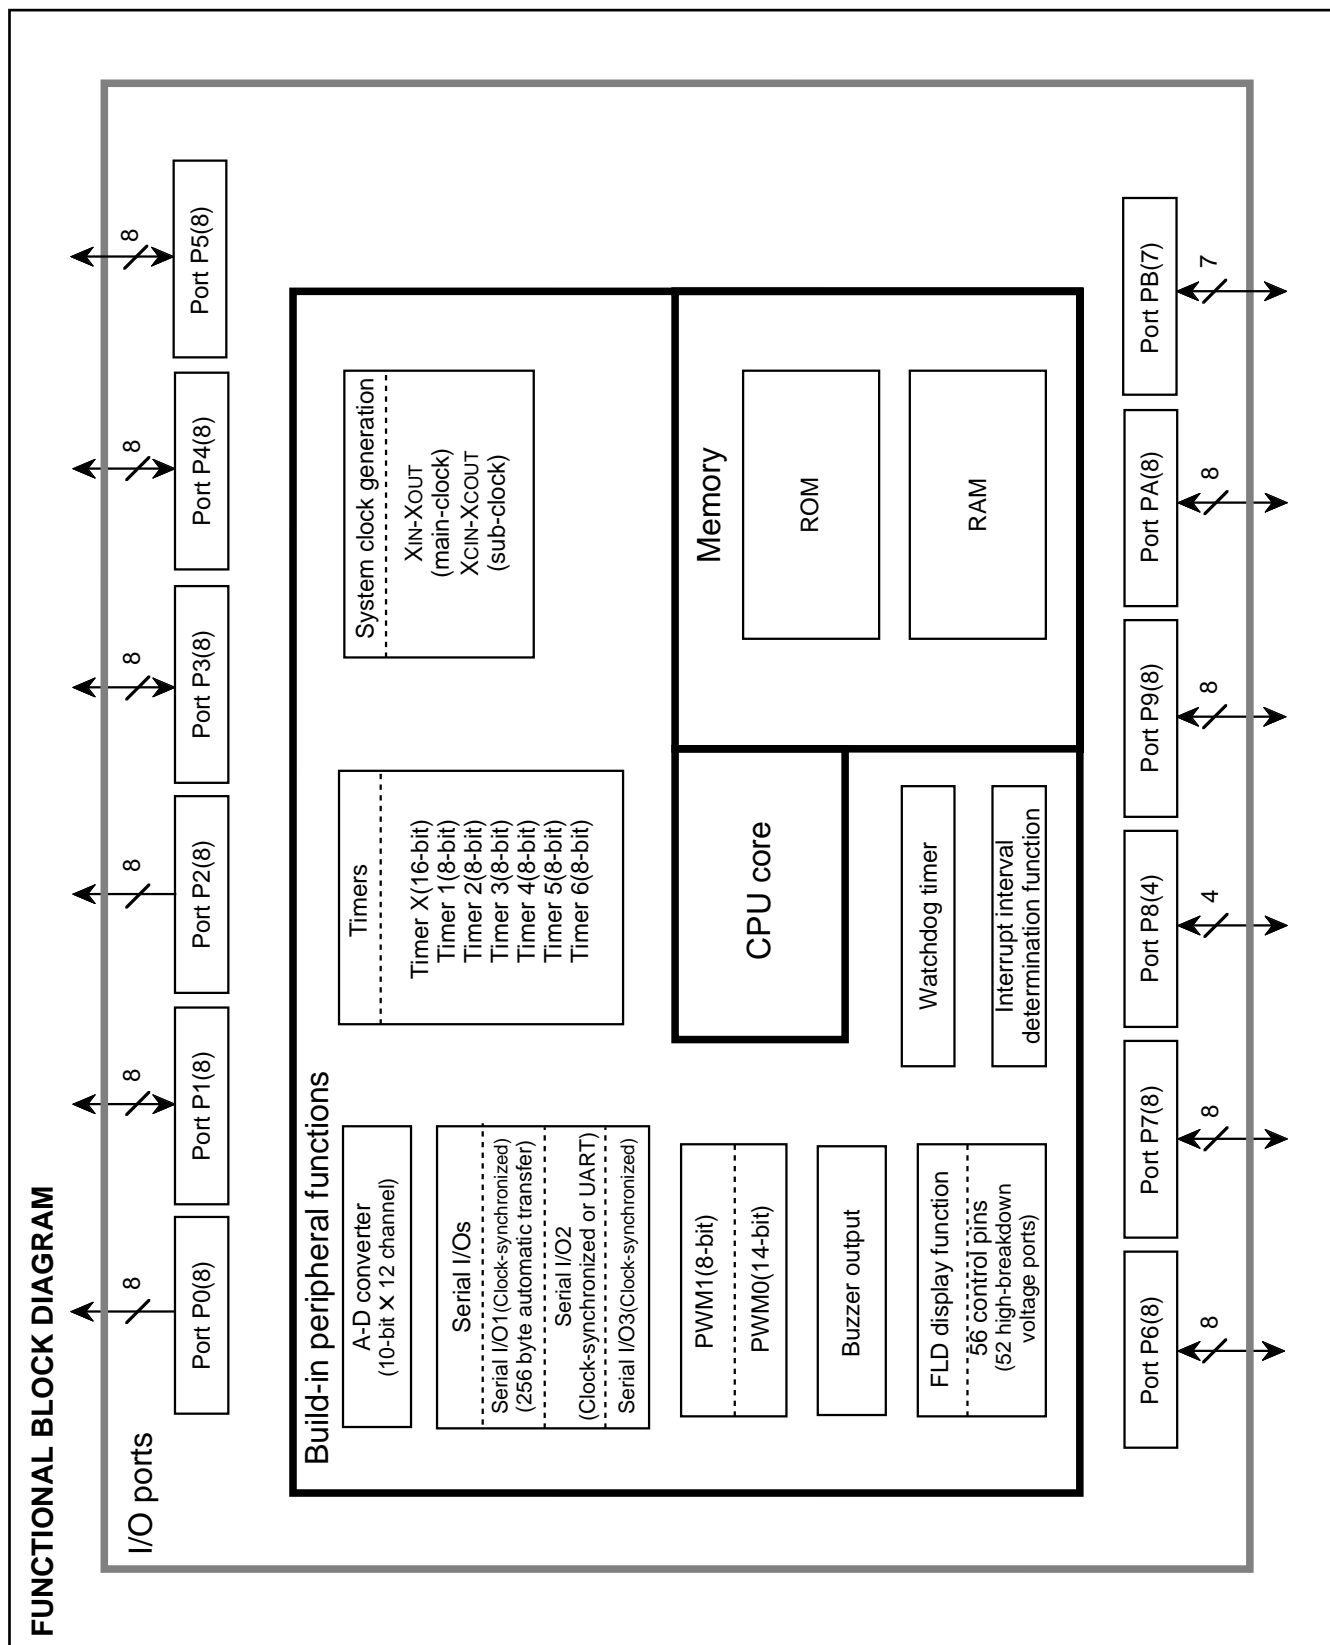 FUNCTIONAL BLOCK DIAGRAM
I/O ports
8
8
8
8
8
8
Port P0(8)
Port P1(8)
Port P2(8)
Port P3(8)
Port P4(8)
Port P5(8)
Build-in peripheral functions
A-D converter
(10-bit X 12 channel)
Serial I/Os
Serial I/O1(Clock-synchronized)
(256 byte automatic transfer)
Serial I/O2
(Clock-synchronized or UART)
Serial I/O3(Clock-synchronized)
PWM1(8-bit)
PWM0(14-bit)
Buzzer output
FLD display function
56 control pins
(52 high-breakdown
voltage ports)
Timers
Timer X(16-bit)
Timer 1(8-bit)
Timer 2(8-bit)
Timer 3(8-bit)
Timer 4(8-bit)
Timer 5(8-bit)
Timer 6(8-bit)
System clock generation
XIN-XOUT
(main-clock)
XCIN-XCOUT
(sub-clock)
CPU core
Watchdog timer
Interrupt interval
determination function
Memory
ROM
RAM
Port P6(8)
Port P7(8)
Port P8(4)
Port P9(8)
Port PA(8)
Port PB(7)
8
8
4
8
8
7